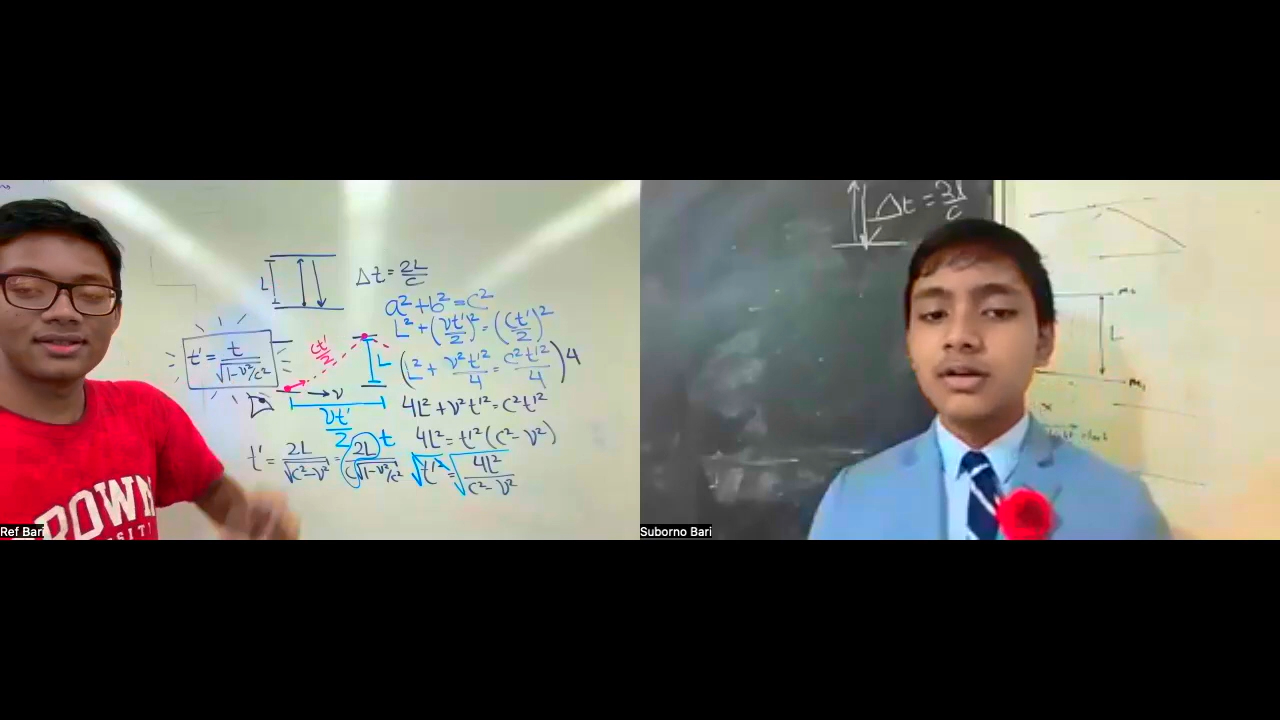 L
Δt = 2L/c
a² + b² = c²
L² + (vt'/2)² = (ct'/2)²
t' = t/√1-v²/c²
ct'/2
L
(L² + v²t'²/4 = c²t'²/4)4
v
4L² + v²t'² = c²t'²
vt'/2
4L² = t'²(c² - v²)
t' = 2L/√c²-v² = 2L/c√1-v²/c²
t
√t'² = √4L²/c²-v²
BROWN
Ref Bari
Δt = 2L/c
L
Suborno Bari